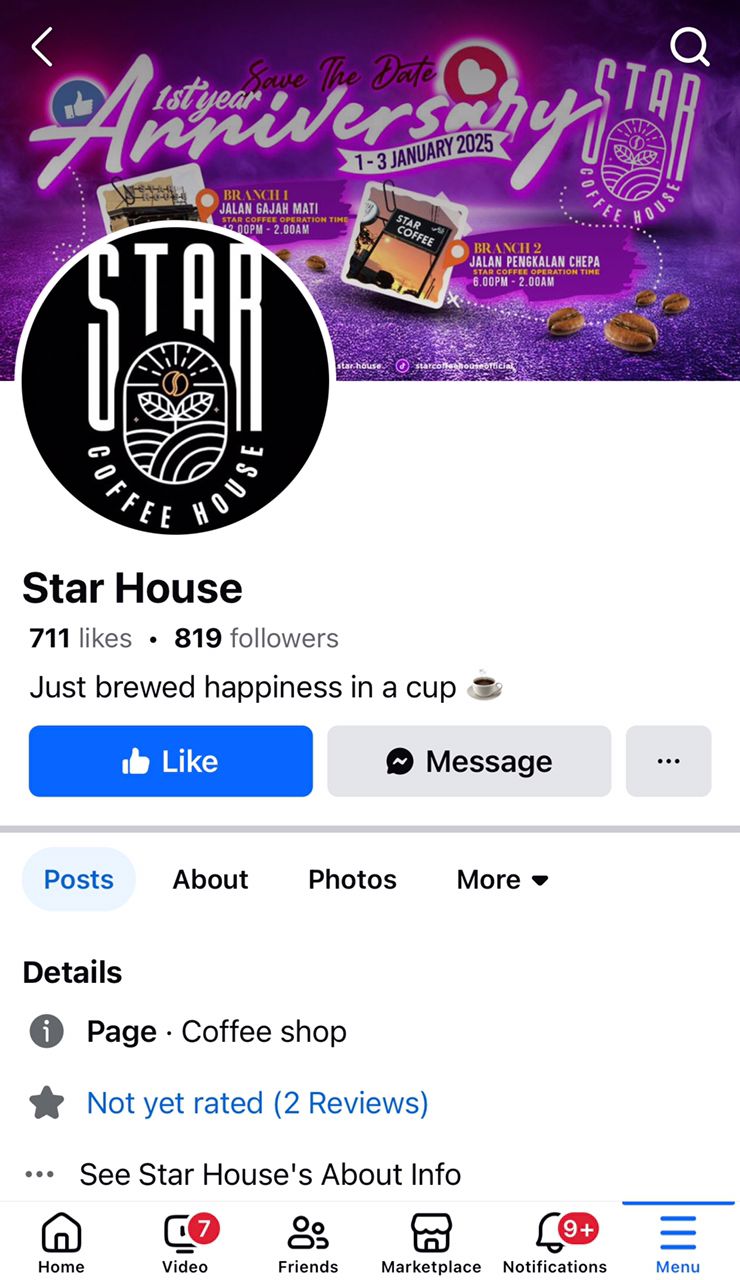 Save The Date
1st year
Anniversary
1 - 3 JANUARY 2025
STAR
COFFEE HOUSE
BRANCH 1
JALAN GAJAH MATI
STAR COFFEE OPERATION TIME
.00PM - 2.00AM
STAR
COFFEE
BRANCH 2
JALAN PENGKALAN CHEPA
STAR COFFEE OPERATION TIME
6.00PM - 2.00AM
star.house
starcoffeehouseofficial
STAR
COFFEE HOUSE
Star House
711 likes • 819 followers
Just brewed happiness in a cup ☕
Like
Message
Posts About Photos More
Details
Page · Coffee shop
Not yet rated (2 Reviews)
See Star House's About Info
7 9+
Home Video Friends Marketplace Notifications Menu